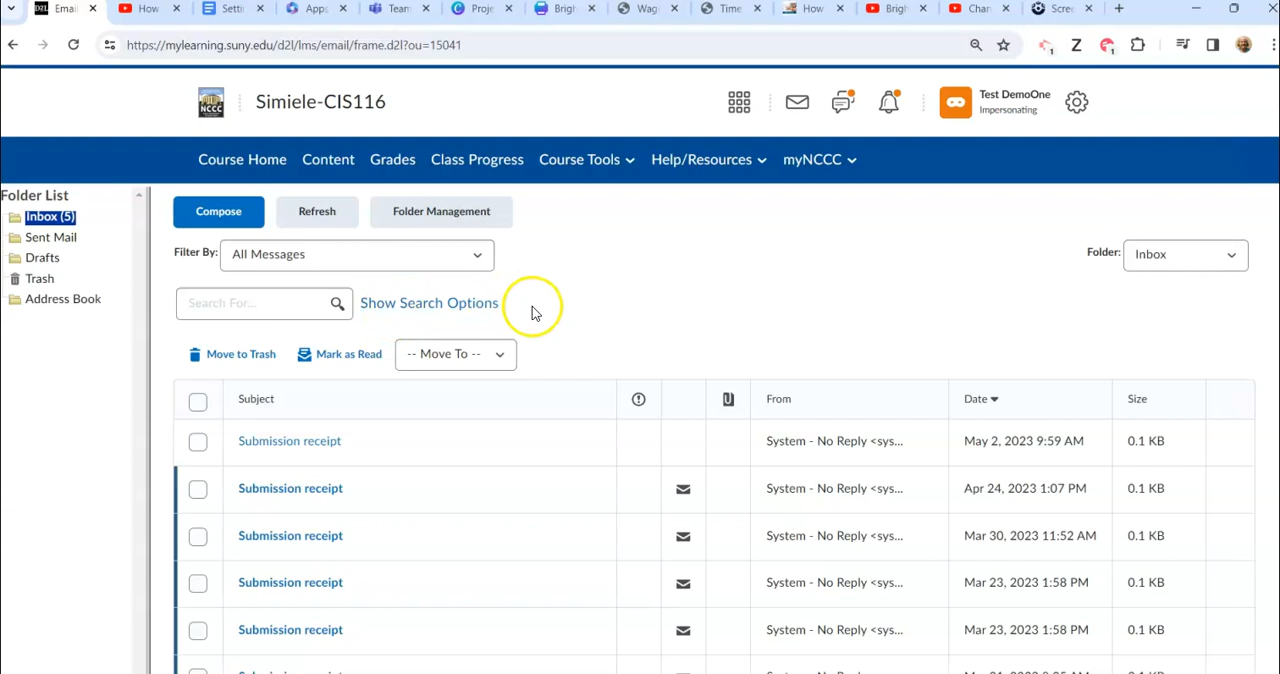 Email
How
Setti
Apps
Team
Proje
Brigh
Wag
Time
How
Brigh
Chan
Scree
https://mylearning.suny.edu/d2l/lms/email/frame.d2l?ou=15041
1
Z
1
NCCC
Simiele-CIS116
Test DemoOne
Impersonating
Course Home Content Grades Class Progress Course Tools Help/Resources myNCCC
Folder List
Inbox (5)
Sent Mail
Drafts
Trash
Address Book
Compose Refresh Folder Management
Filter By: All Messages Folder: Inbox
Search For... Show Search Options
Move to Trash Mark as Read -- Move To --
Subject From Date Size
Submission receipt System - No Reply <sys... May 2, 2023 9:59 AM 0.1 KB
Submission receipt System - No Reply <sys... Apr 24, 2023 1:07 PM 0.1 KB
Submission receipt System - No Reply <sys... Mar 30, 2023 11:52 AM 0.1 KB
Submission receipt System - No Reply <sys... Mar 23, 2023 1:58 PM 0.1 KB
Submission receipt System - No Reply <sys... Mar 23, 2023 1:58 PM 0.1 KB